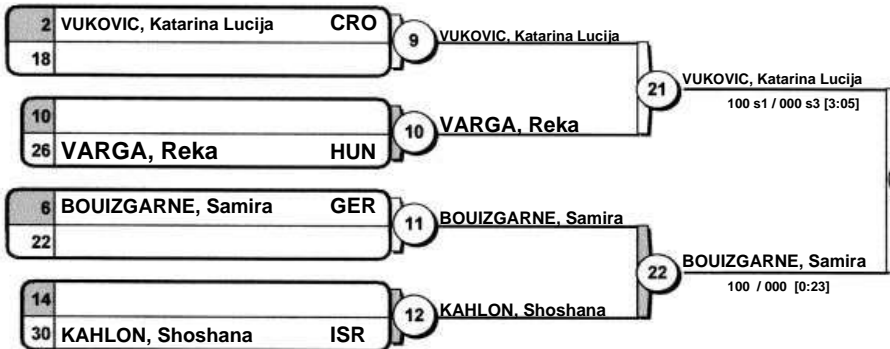 2 VUKOVIC, Katarina Lucija CRO
18
9 VUKOVIC, Katarina Lucija
10
26 VARGA, Reka HUN
10 VARGA, Reka
21 VUKOVIC, Katarina Lucija
100 s1 / 000 s3 [3:05]
6 BOUIZGARNE, Samira GER
22
11 BOUIZGARNE, Samira
14
30 KAHLON, Shoshana ISR
12 KAHLON, Shoshana
22 BOUIZGARNE, Samira
100 / 000 [0:23]